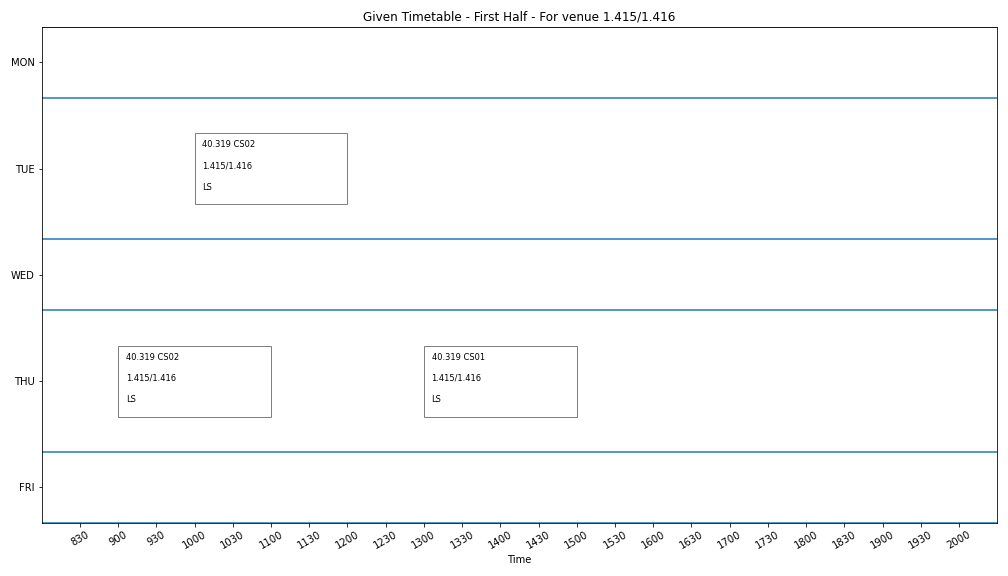 Given Timetable - First Half - For venue 1.415/1.416
MON
TUE
40.319 CS02
1.415/1.416
LS
WED
THU
40.319 CS02
1.415/1.416
LS
40.319 CS01
1.415/1.416
LS
FRI
830 900 930 1000 1030 1100 1130 1200 1230 1300 1330 1400 1430 1500 1600 1630 1700 1730 1800 1830 1900 1930 2000
Time